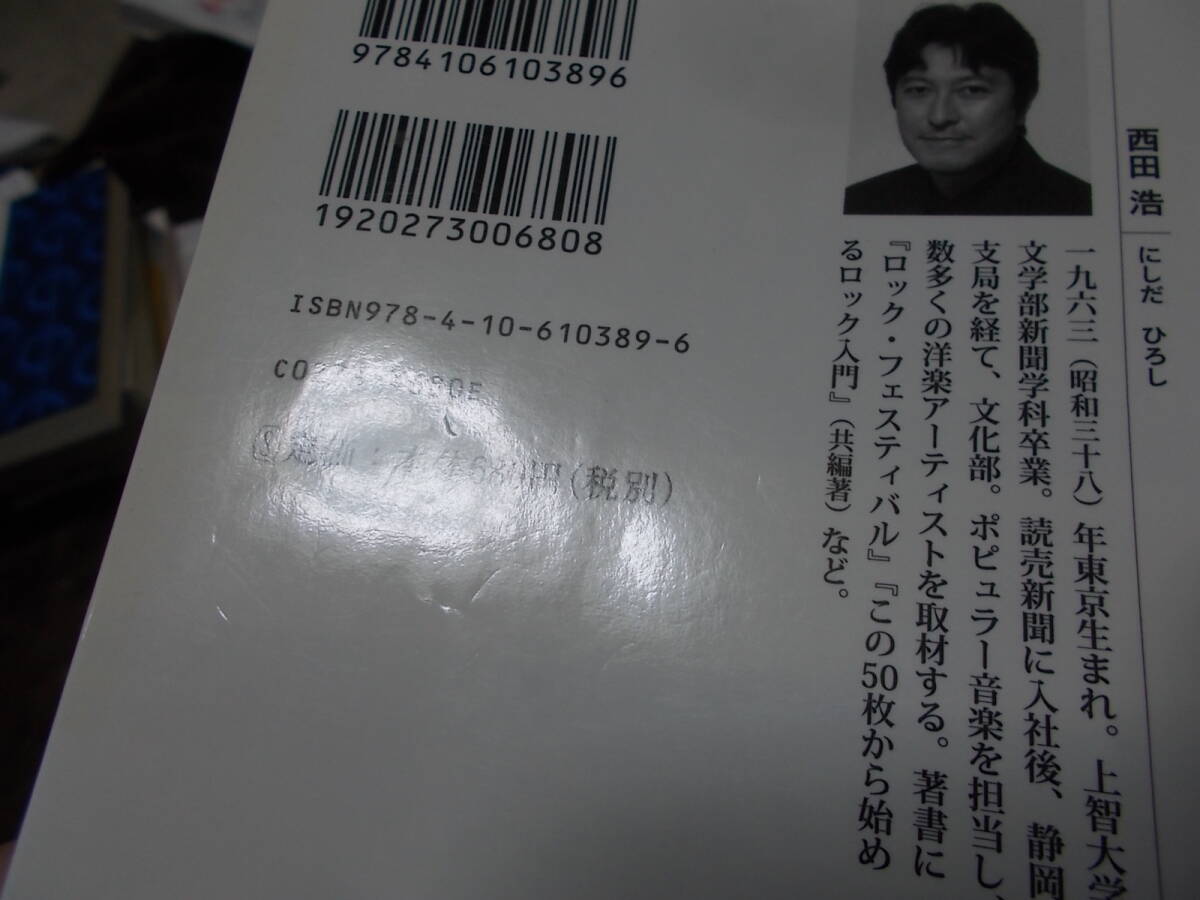 9784106103896
1920273006808
ISBN978-4-10-610389-6
(税別)
西田 浩
にしだ ひろし
一九六三（昭和三十八）年東京生まれ。上智大学
文学部新聞学科卒業。読売新聞に入社後、静岡
支局を経て、文化部。ポピュラー音楽を担当し、
数多くの洋楽アーティストを取材する。著書に
『ロック・フェスティバル』『この50枚から始め
るロック入門』（共編著）など。